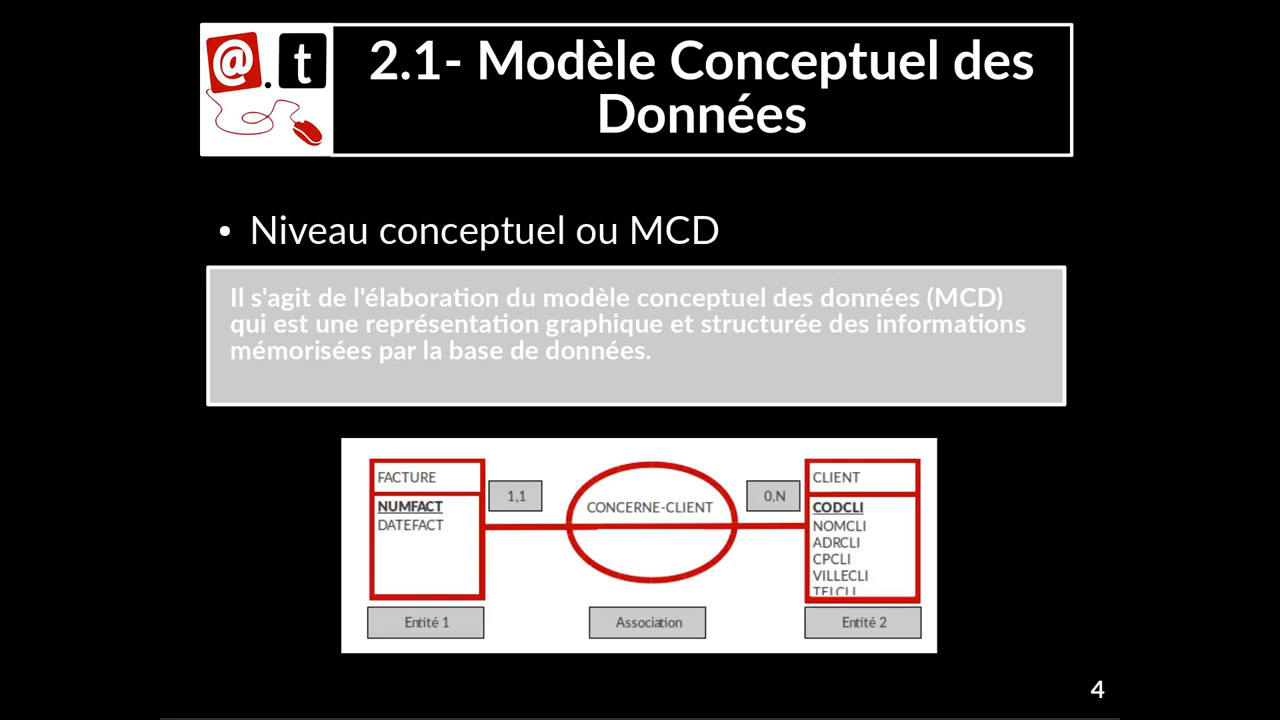 @.t
2.1- Modèle Conceptuel des
Données
• Niveau conceptuel ou MCD
Il s'agit de l'élaboration du modèle conceptuel des données (MCD)
qui est une représentation graphique et structurée des informations
mémorisées par la base de données.
FACTURE
NUMFACT
DATEFACT
1,1
CONCERNE-CLIENT
0,N
CLIENT
CODCLI
NOMCLI
ADRCLI
CPCLI
VILLECLI
TELCLI
Entité 1
Association
Entité 2
4